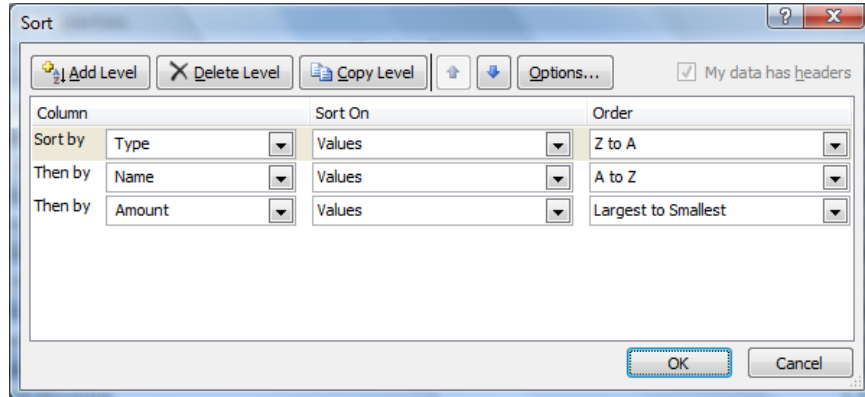 Sort
Add Level Delete Level Copy Level Options... My data has headers
Column Sort On Order
Sort by Type Values Z to A
Then by Name Values A to Z
Then by Amount Values Largest to Smallest
OK Cancel